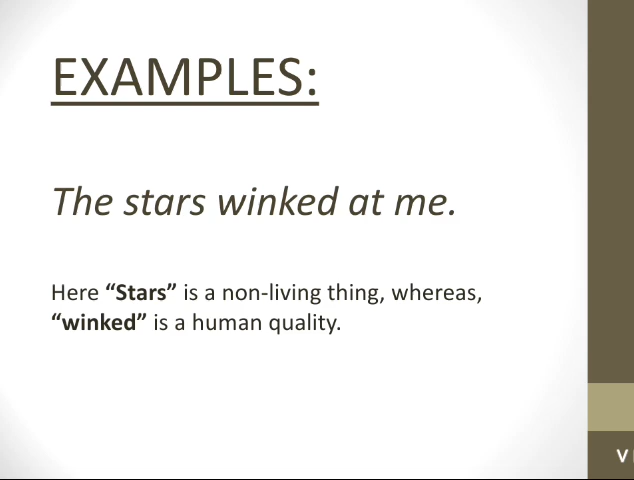 EXAMPLES:
The stars winked at me.
Here “Stars” is a non-living thing, whereas,
“winked” is a human quality.